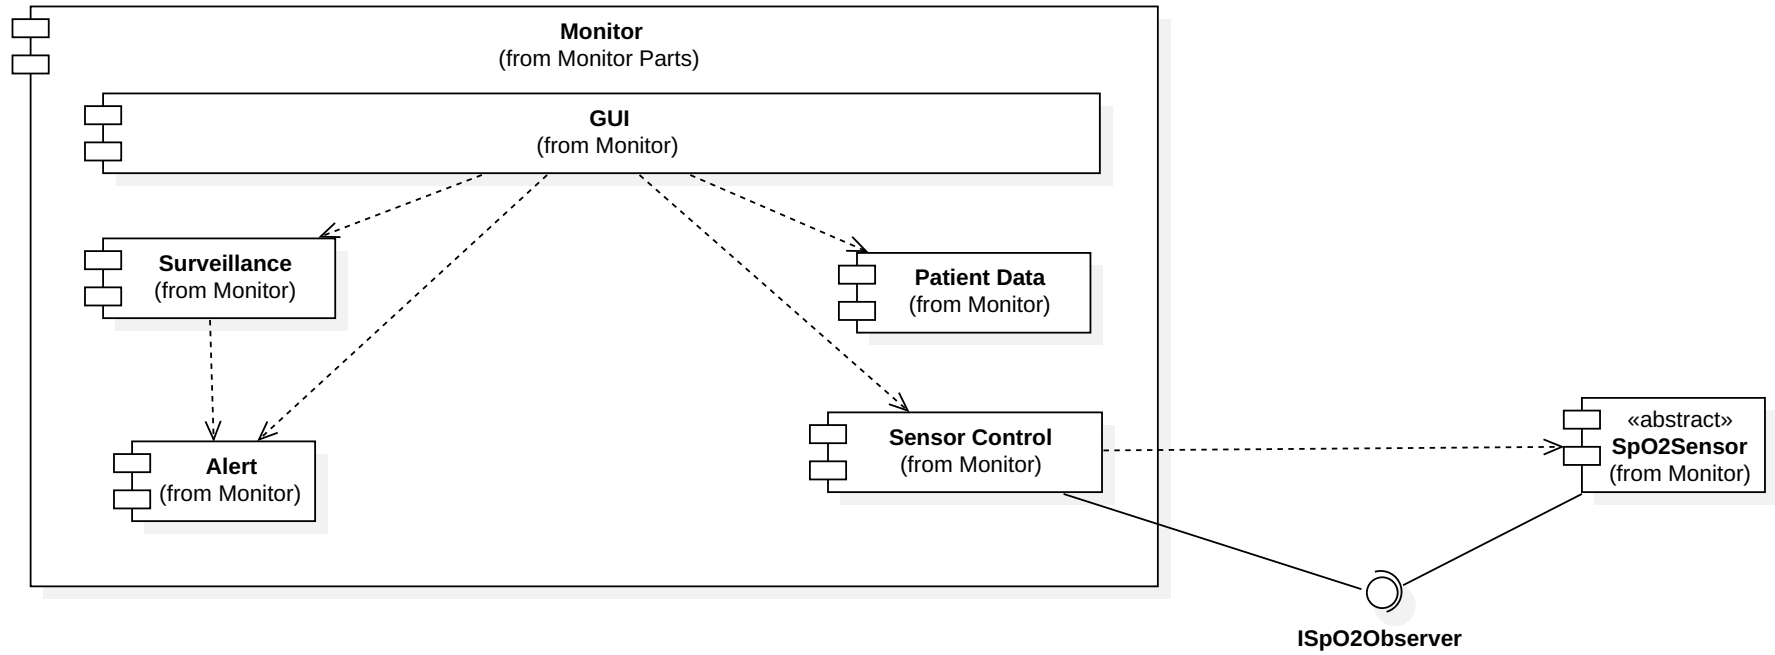 Monitor
(from Monitor Parts)
GUI
(from Monitor)
Surveillance
(from Monitor)
Patient Data
(from Monitor)
Alert
(from Monitor)
Sensor Control
(from Monitor)
«abstract»
SpO2Sensor
(from Monitor)
ISpO2Observer